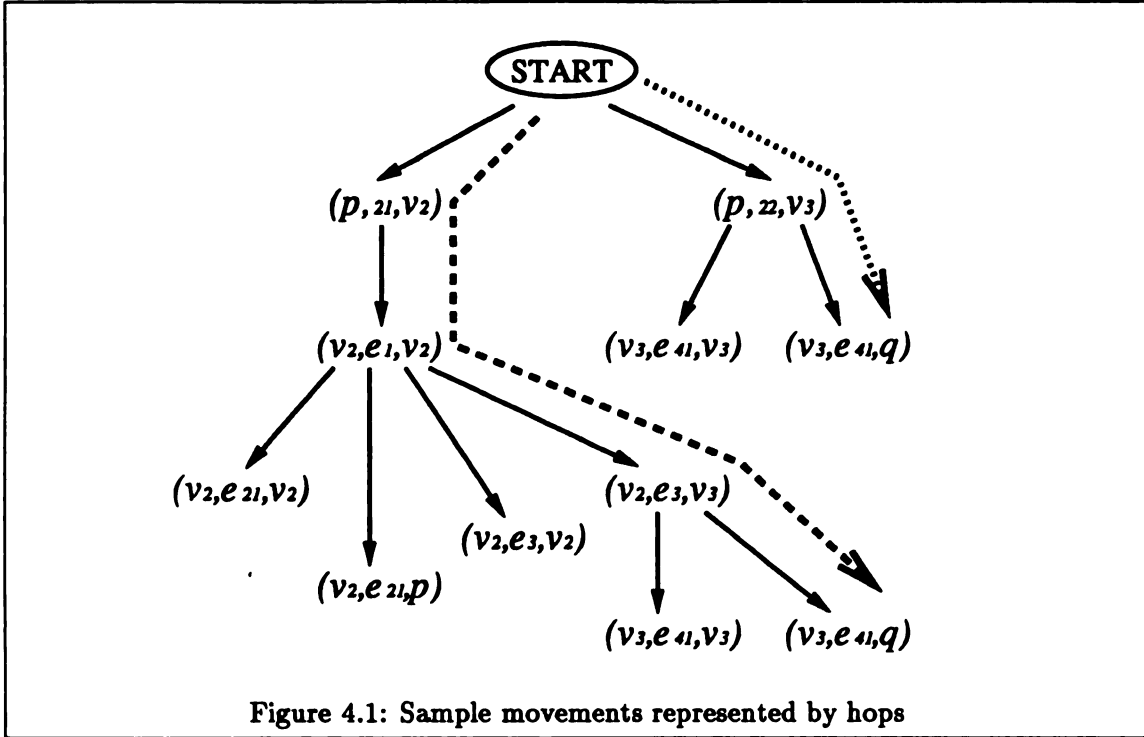 START
(p, 21,v2) (p, 22,v3)
(v2,e1,v2) (v3,e41,v3) (v3,e41,q)
(v2,e21,v2) (v2,e3,v3)
(v2,e3,v2)
(v2,e21,p)
(v3,e41,v3) (v3,e41,q)
Figure 4.1: Sample movements represented by hops